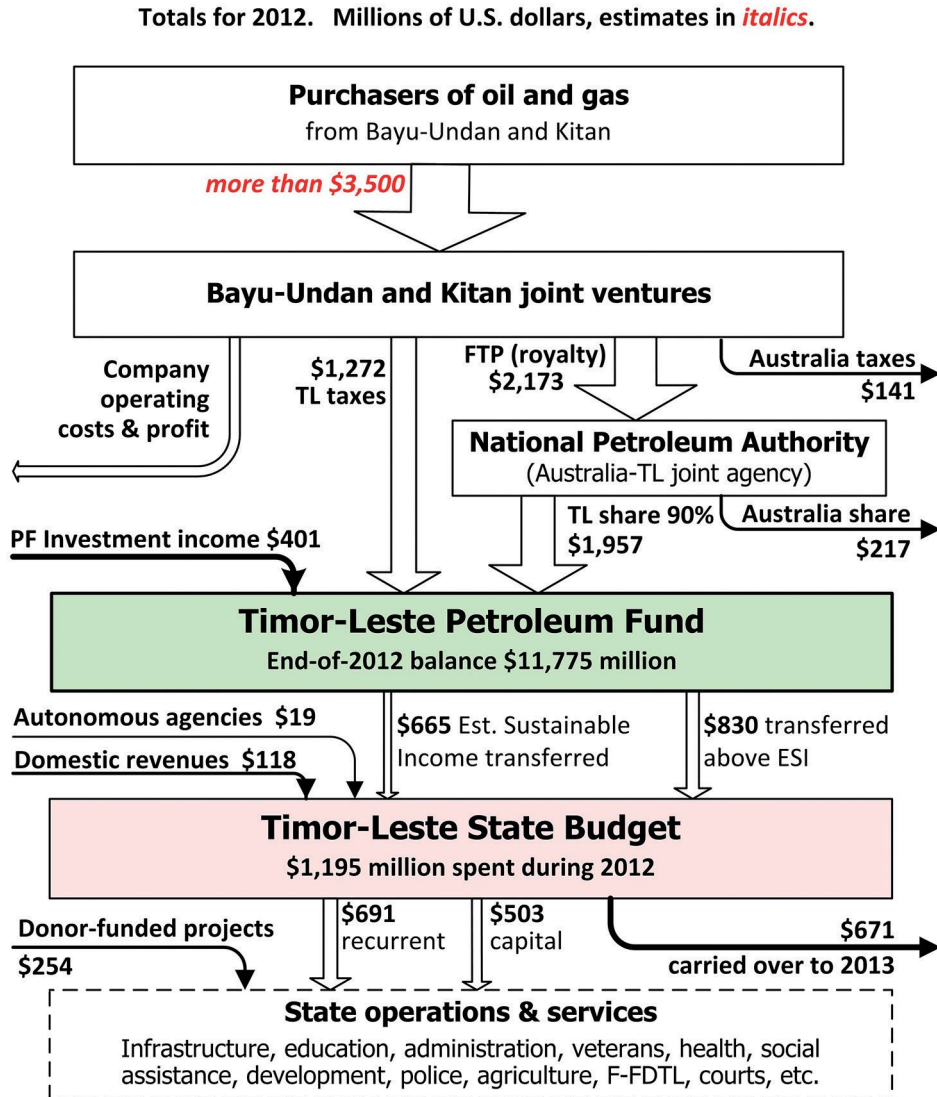 Totals for 2012. Millions of U.S. dollars, estimates in italics.
Purchasers of oil and gas
from Bayu-Undan and Kitan
more than $3,500
Bayu-Undan and Kitan joint ventures
Company
operating
costs & profit
$1,272
TL taxes
FTP (royalty)
$2,173
Australia taxes
$141
National Petroleum Authority
(Australia-TL joint agency)
TL share 90%
$1,957
Australia share
$217
PF Investment income $401
Timor-Leste Petroleum Fund
End-of-2012 balance $11,775 million
Autonomous agencies $19
Domestic revenues $118
$665 Est. Sustainable
Income transferred
$830 transferred
above ESI
Timor-Leste State Budget
$1,195 million spent during 2012
Donor-funded projects
$254
$691
recurrent
$503
capital
$671
carried over to 2013
State operations & services
Infrastructure, education, administration, veterans, health, social
assistance, development, police, agriculture, F-FDTL, courts, etc.